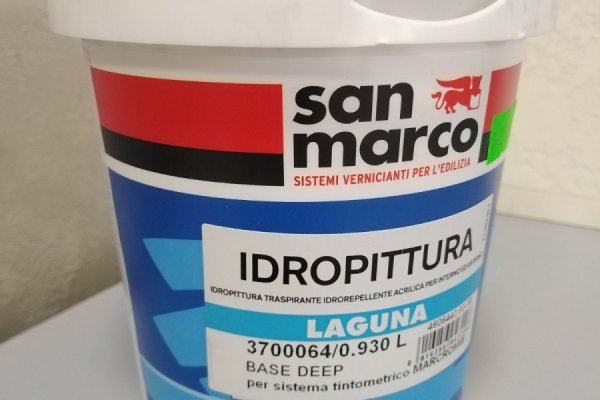 san
marco
SISTEMI VERNICIANTI PER L'EDILIZIA
IDROPITTURA
IDROPITTURA TRASPIRANTE IDROREPELLENTE ACRILICA PER INTERNO ED ESTERNO
LAGUNA
3700064/0.930 L
BASE DEEP
per sistema tintometrico MARCROMIE